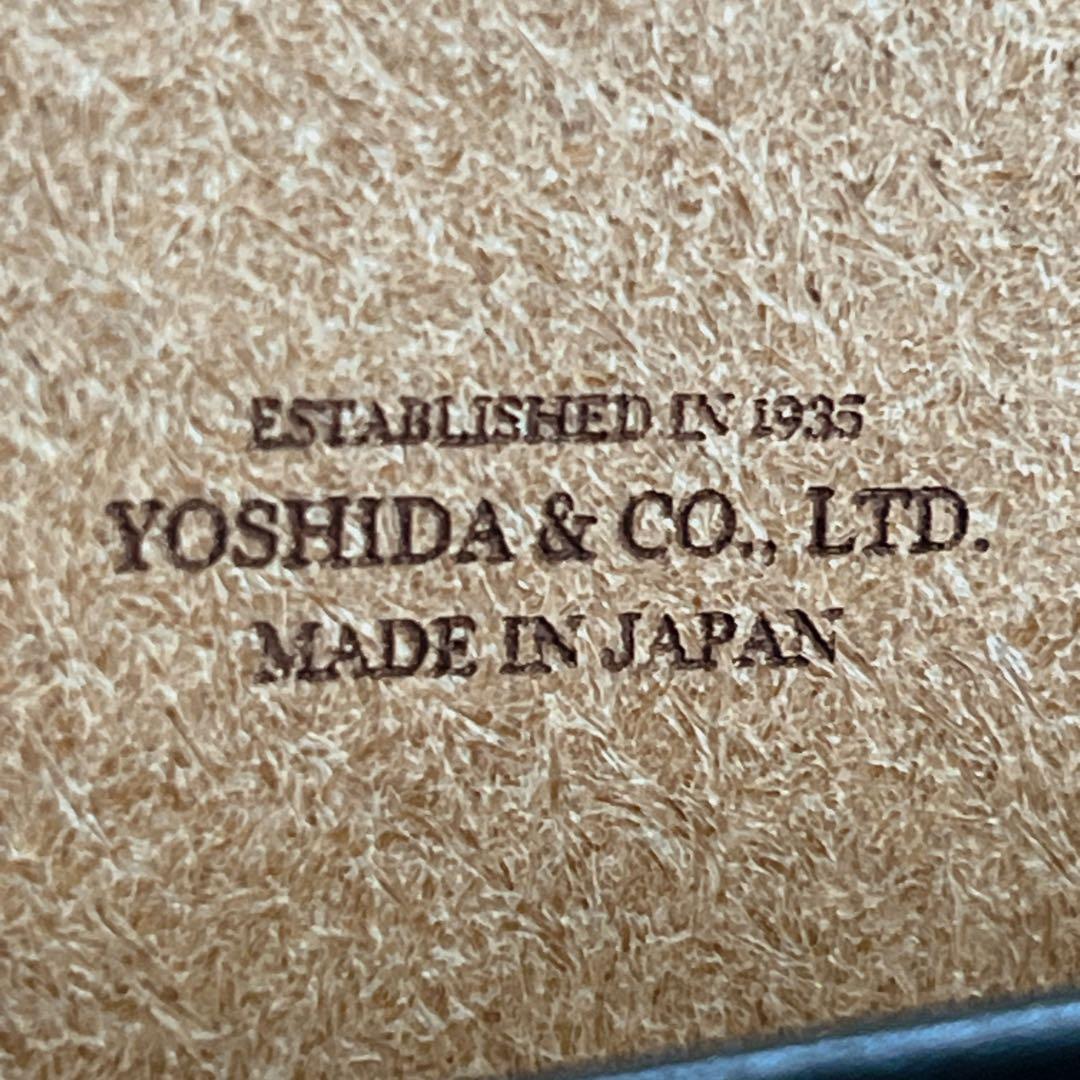 ESTABLISHED IN 1935
YOSHIDA & CO., LTD.
MADE IN JAPAN